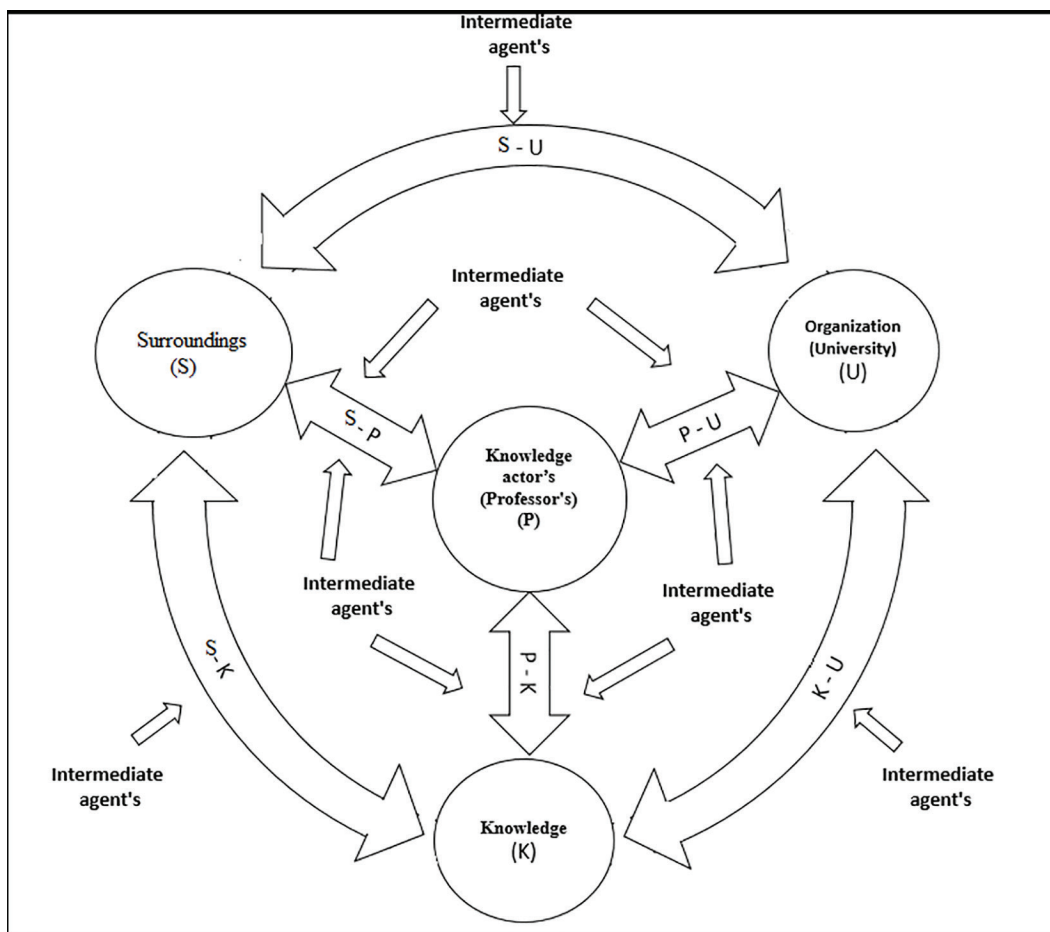 Intermediate
agent's
S - U
Intermediate
agent's
Surroundings
(S)
Organization
(University)
(U)
S - P
P - U
Knowledge
actor's
(Professor's)
(P)
Intermediate
agent's
Intermediate
agent's
S - K
P - K
K - U
Intermediate
agent's
Intermediate
agent's
Knowledge
(K)